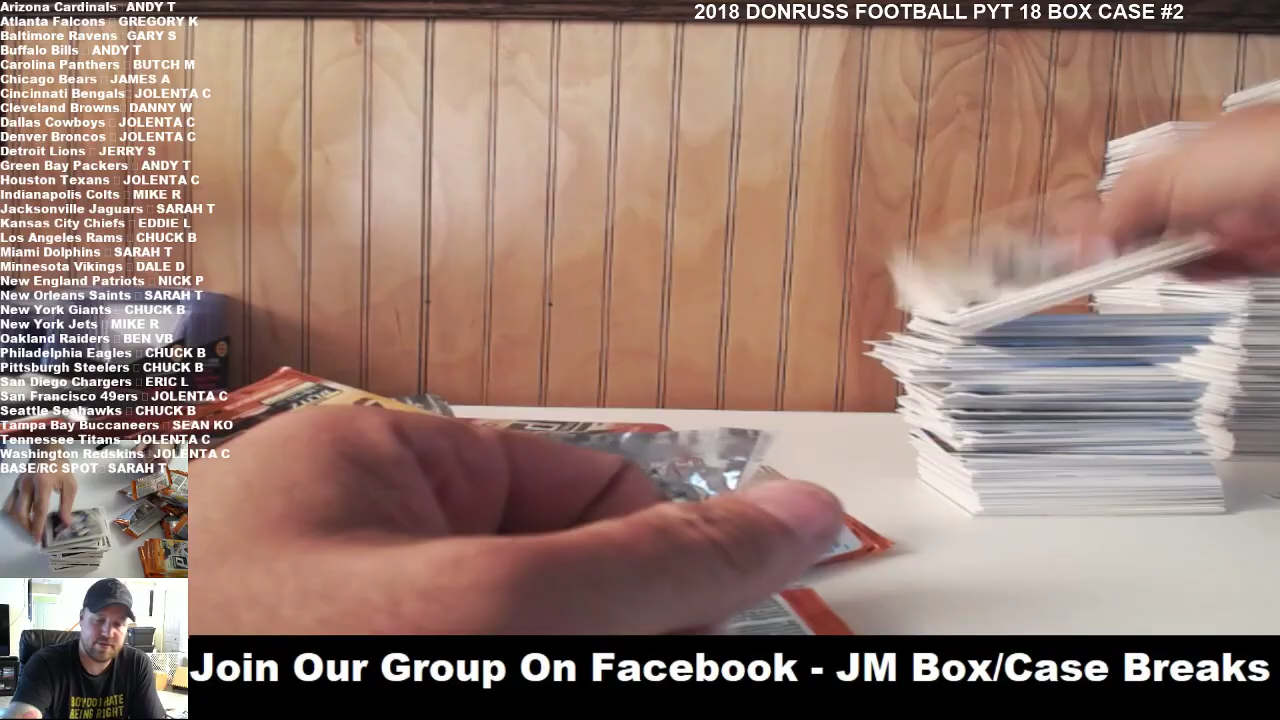 2018 DONRUSS FOOTBALL PYT 18 BOX CASE #2
Arizona Cardinals ANDY T
Atlanta Falcons GREGORY K
Baltimore Ravens GARY S
Buffalo Bills ANDY T
Carolina Panthers BUTCH M
Chicago Bears JAMES A
Cincinnati Bengals JOLENTA C
Cleveland Browns DANNY W
Dallas Cowboys JOLENTA C
Denver Broncos JOLENTA C
Detroit Lions JERRY S
Green Bay Packers ANDY T
Houston Texans JOLENTA C
Indianapolis Colts MIKE R
Jacksonville Jaguars SARAH T
Kansas City Chiefs EDDIE L
Los Angeles Rams CHUCK B
Miami Dolphins SARAH T
Minnesota Vikings DALE D
New England Patriots NICK P
New Orleans Saints SARAH T
New York Giants CHUCK B
New York Jets MIKE R
Oakland Raiders BEN VB
Philadelphia Eagles CHUCK B
Pittsburgh Steelers CHUCK B
San Diego Chargers ERIC L
San Francisco 49ers JOLENTA C
Seattle Seahawks CHUCK B
Tampa Bay Buccaneers SEAN KO
Tennessee Titans JOLENTA C
Washington Redskins JOLENTA C
BASE/RC SPOT SARAH T
BOY DO I HATE
BEING RIGHT
Join Our Group On Facebook - JM Box/Case Breaks